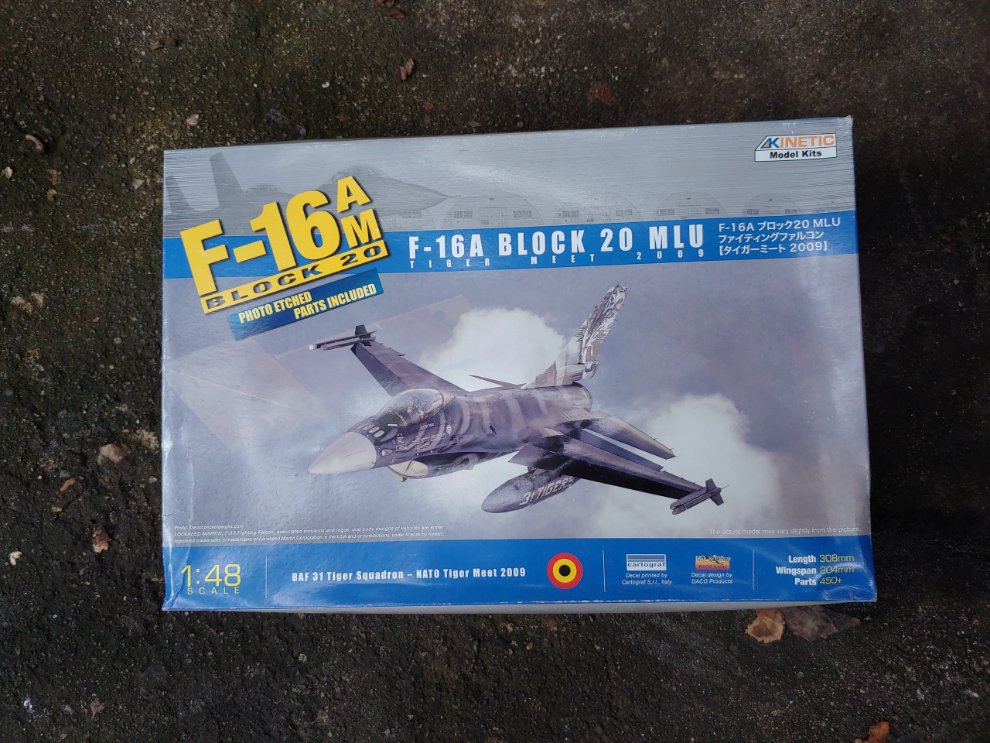 KINETIC
Model Kits
F-16A
M
BLOCK 20
PHOTO ETCHED
PARTS INCLUDED
F-16A BLOCK 20 MLU
TIGER MEET 2009
F-16A ブロック20 MLU
ファイティングファルコン
【タイガーミート 2009】
31 TIGERS
The actual model may vary slightly from the picture.
1:48
SCALE
BAF 31 Tiger Squadron – NATO Tiger Meet 2009
cartograf
Decal printed by
Cartograf S.r.l., Italy
Decal design by
DACO Products
Length 308mm
Wingspan 204mm
Parts 450+